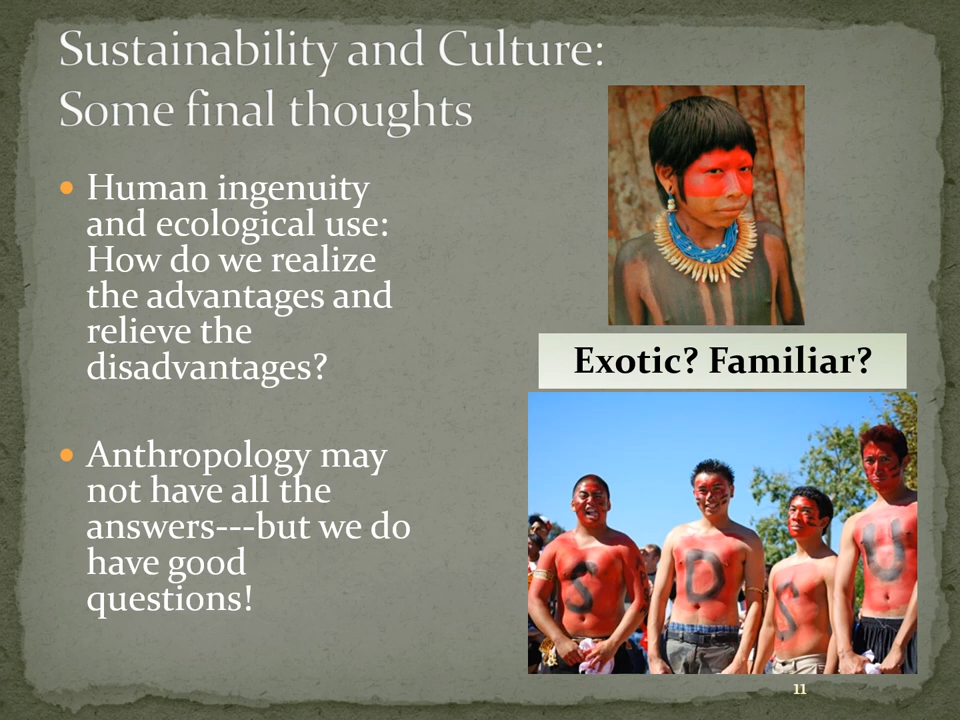 Sustainability and Culture:
Some final thoughts
• Human ingenuity
and ecological use:
How do we realize
the advantages and
relieve the
disadvantages?
• Anthropology may
not have all the
answers---but we do
have good
questions!
Exotic? Familiar?
S D S U
11